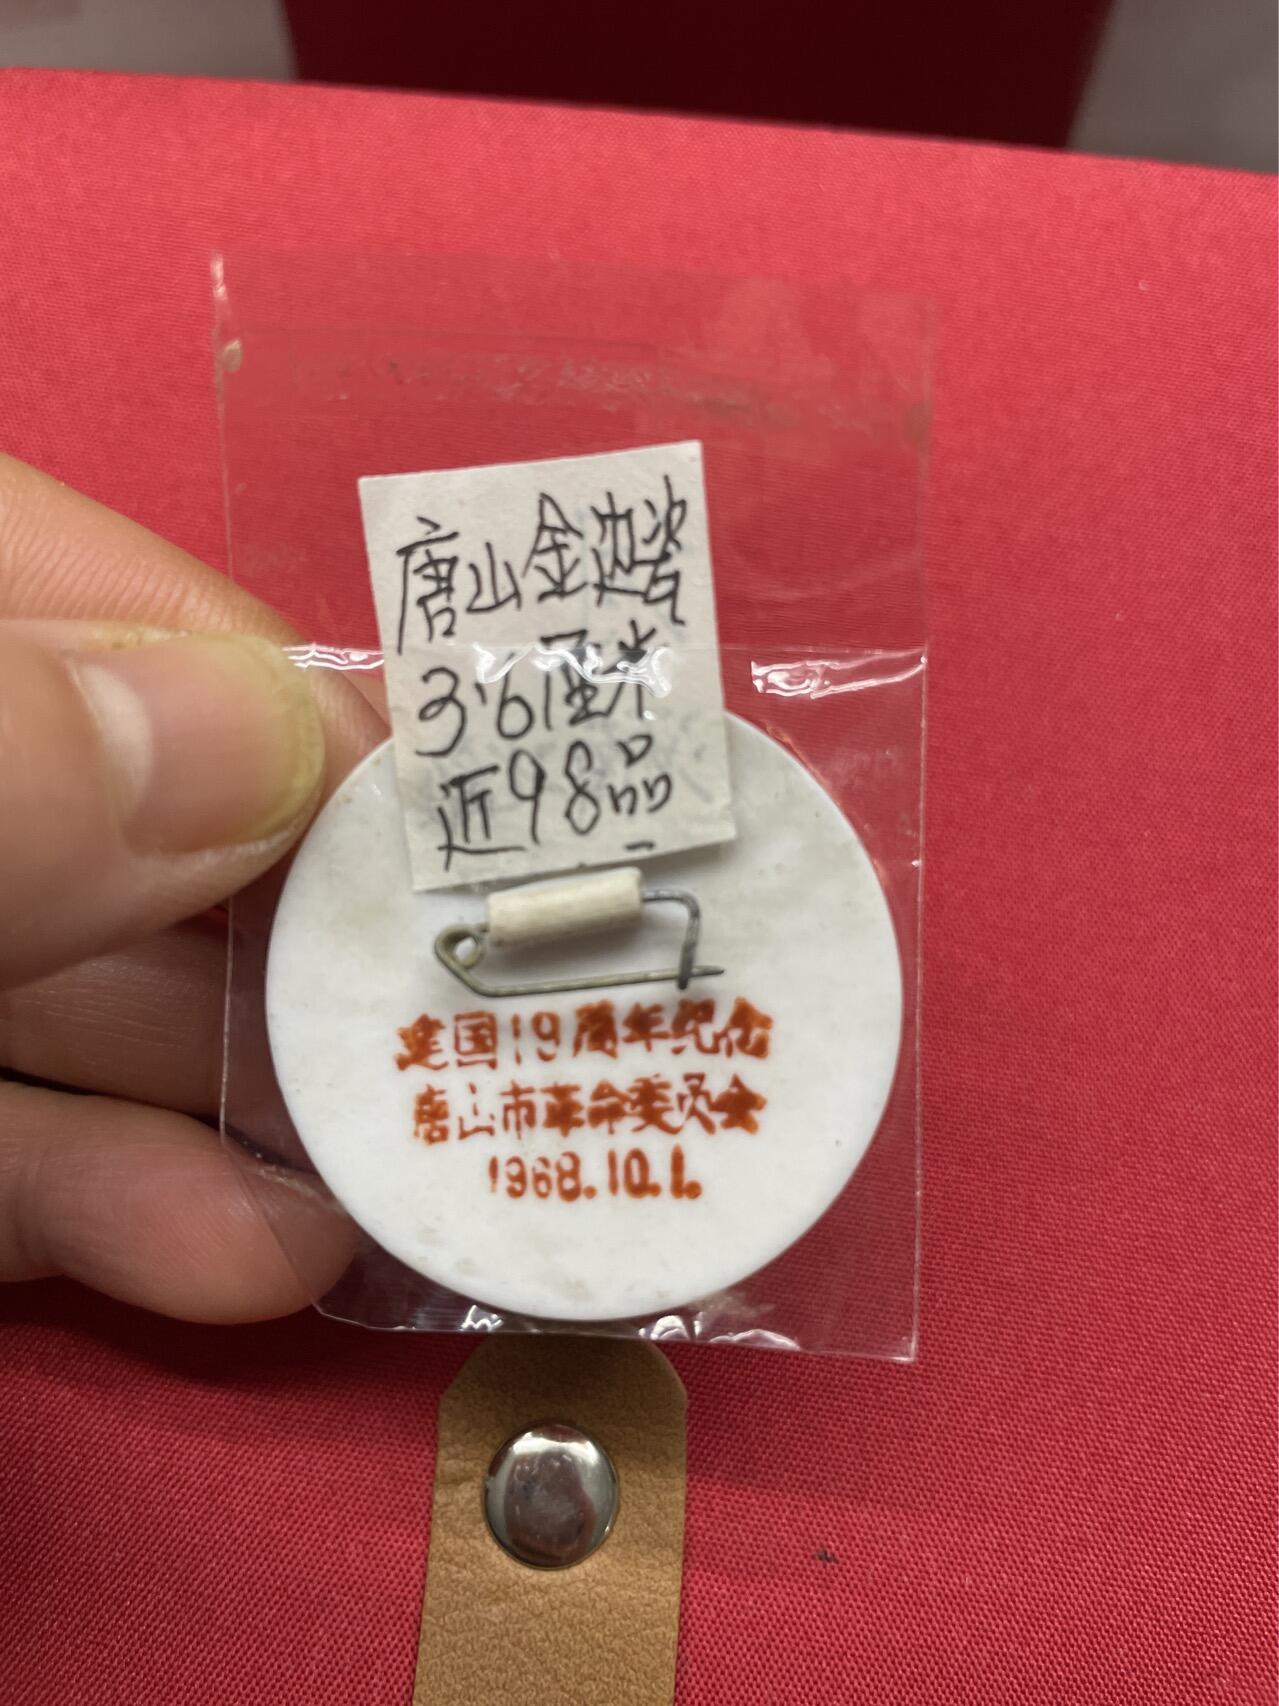 唐山金边瓷
3.6厘米
近98品
建国19周年纪念
唐山市革命委员会
1968.10.1.